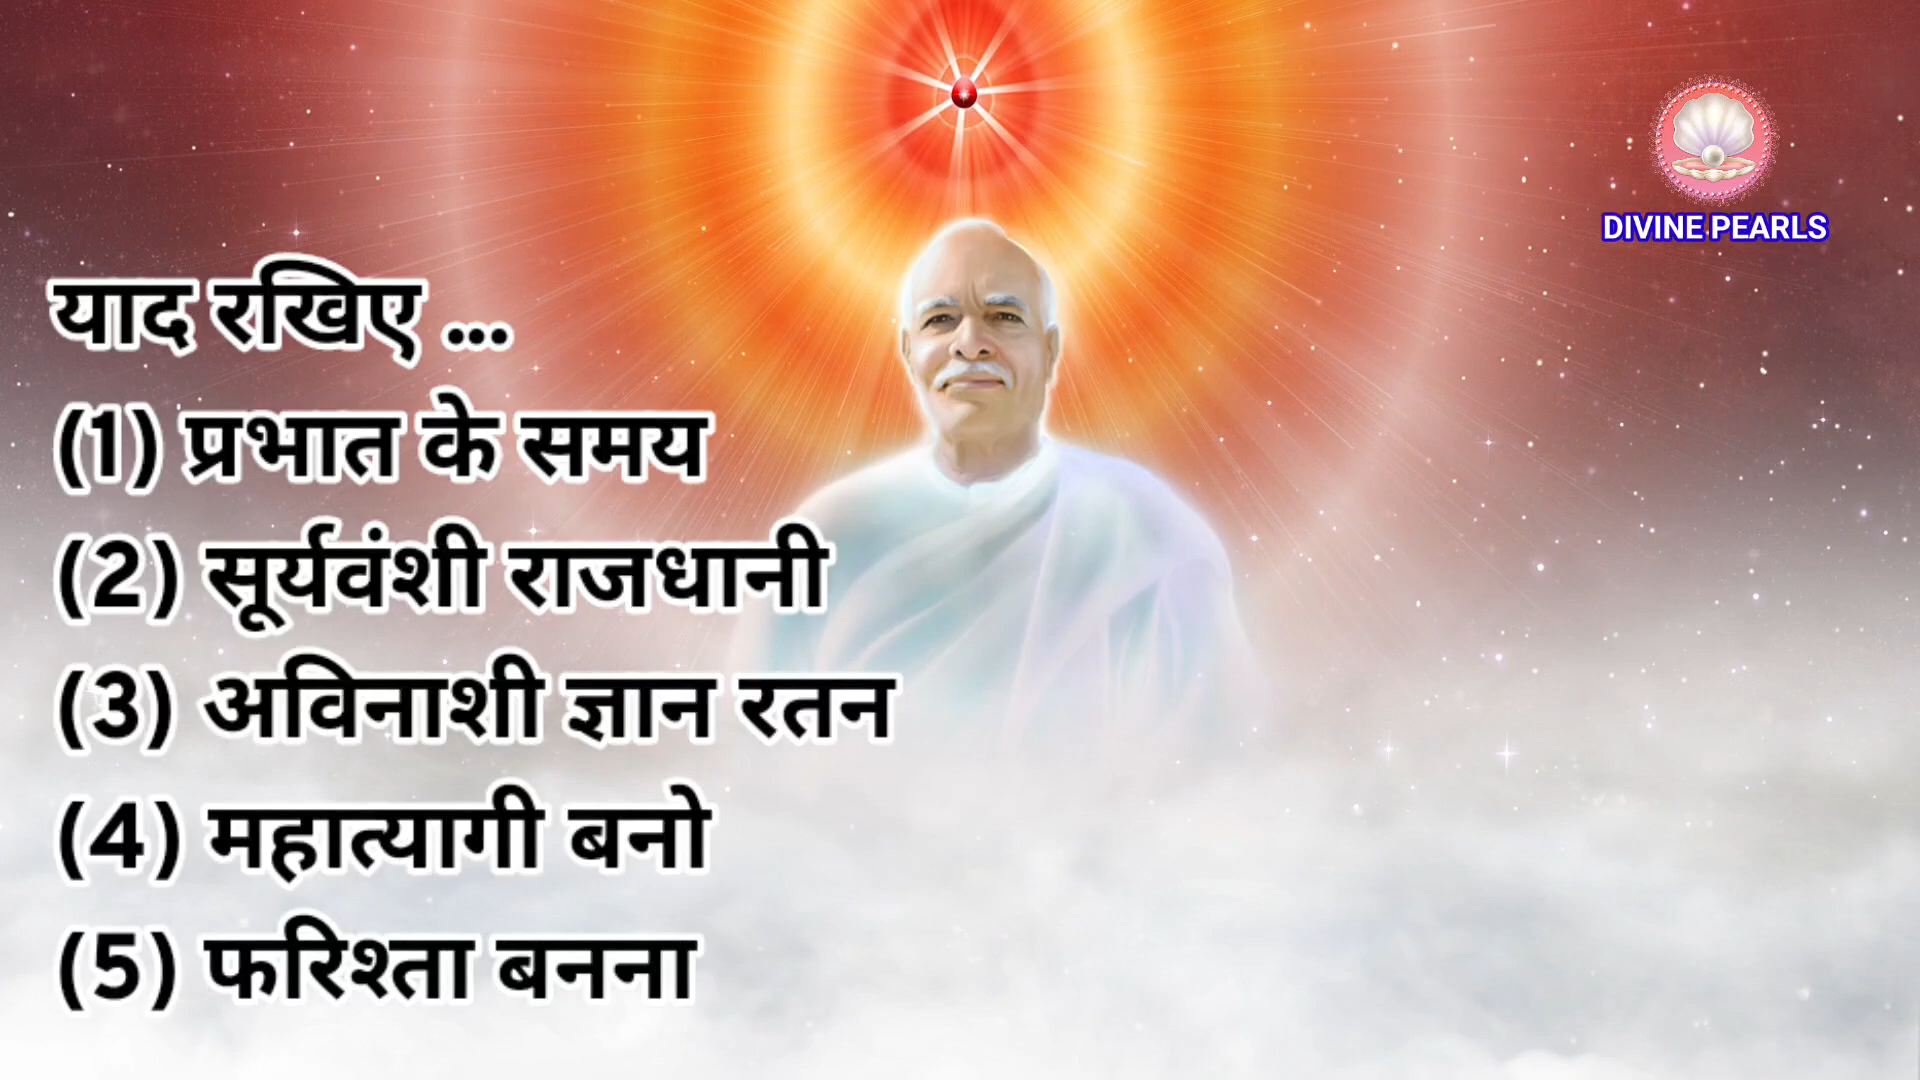 DIVINE PEARLS
याद रखिए ...
(1) प्रभात के समय
(2) सूर्यवंशी राजधानी
(3) अविनाशी ज्ञान रतन
(4) महात्यागी बनो
(5) फरिश्ता बनना